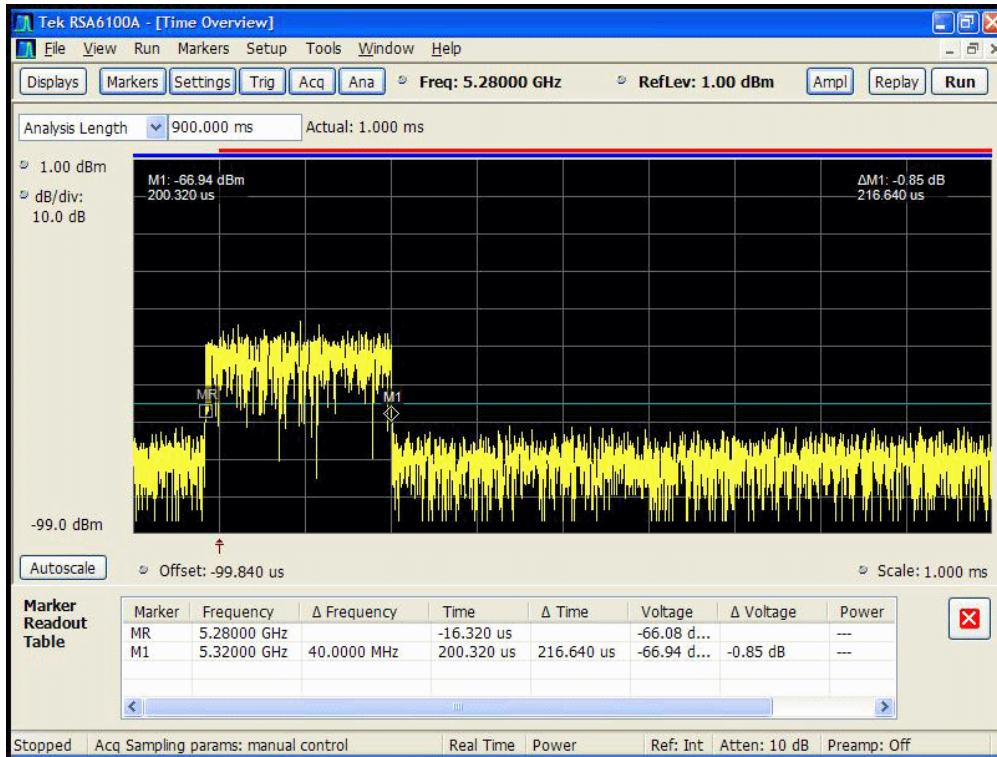 Tek RSA6100A - [Time Overview]
File View Run Markers Setup Tools Window Help
Displays Markers Settings Trig Acq Ana Freq: 5.28000 GHz RefLev: 1.00 dBm Ampl Replay Run
Analysis Length 900.000 ms Actual: 1.000 ms
1.00 dBm
dB/div:
10.0 dB
M1: -66.94 dBm
200.320 us
ΔM1: -0.85 dB
216.640 us
MR
M1
-99.0 dBm
Autoscale Offset: -99.840 us Scale: 1.000 ms
Marker
Readout
Table
Marker Frequency Δ Frequency Time Δ Time Voltage Δ Voltage Power
MR 5.28000 GHz -16.320 us -66.08 d... ---
M1 5.32000 GHz 40.0000 MHz 200.320 us 216.640 us -66.94 d... -0.85 dB ---
Stopped Acq Sampling params: manual control Real Time Power Ref: Int Atten: 10 dB Preamp: Off